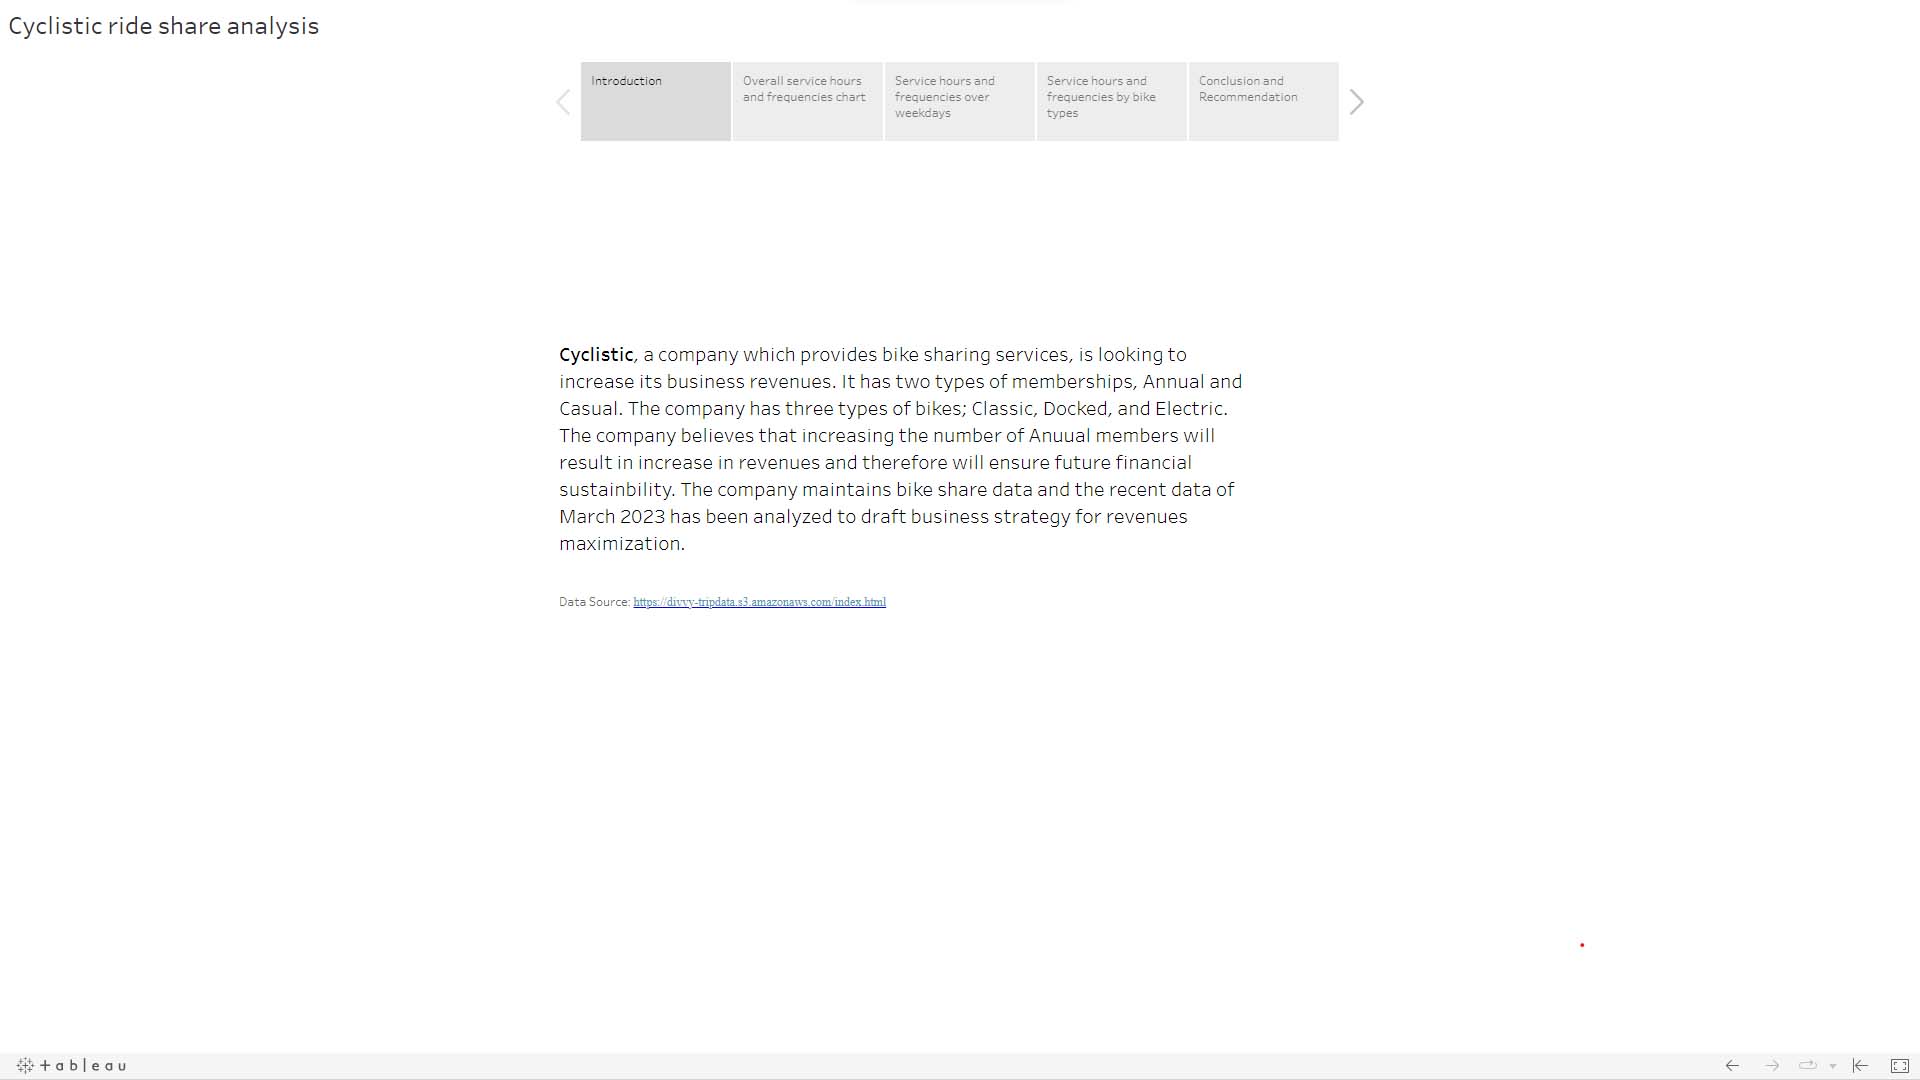 Cyclistic ride share analysis
Introduction
Overall service hours
and frequencies chart
Service hours and
frequencies over
weekdays
Service hours and
frequencies by bike
types
Conclusion and
Recommendation
Cyclistic, a company which provides bike sharing services, is looking to
increase its business revenues. It has two types of memberships, Annual and
Casual. The company has three types of bikes; Classic, Docked, and Electric.
The company believes that increasing the number of Anuual members will
result in increase in revenues and therefore will ensure future financial
sustainbility. The company maintains bike share data and the recent data of
March 2023 has been analyzed to draft business strategy for revenues
maximization.
Data Source: https://divvy-tripdata.s3.amazonaws.com/index.html
+ableau